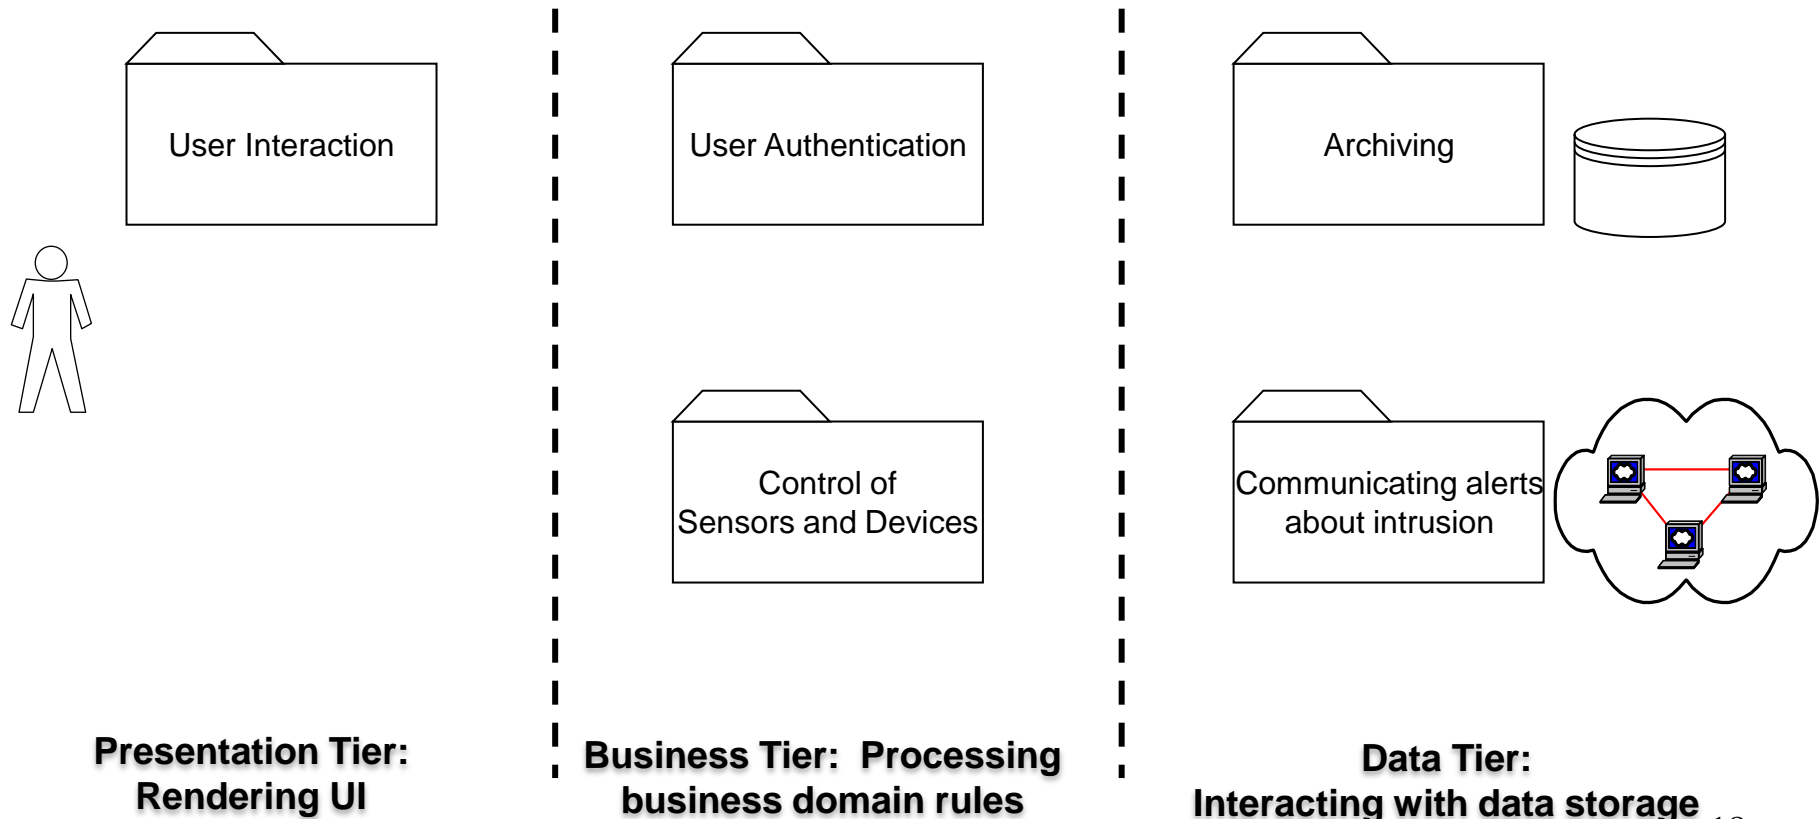 User Interaction
User Authentication
Archiving
Control of
Sensors and Devices
Communicating alerts
about intrusion
Presentation Tier:
Rendering UI
Business Tier:  Processing
business domain rules
Data Tier:
Interacting with data storage